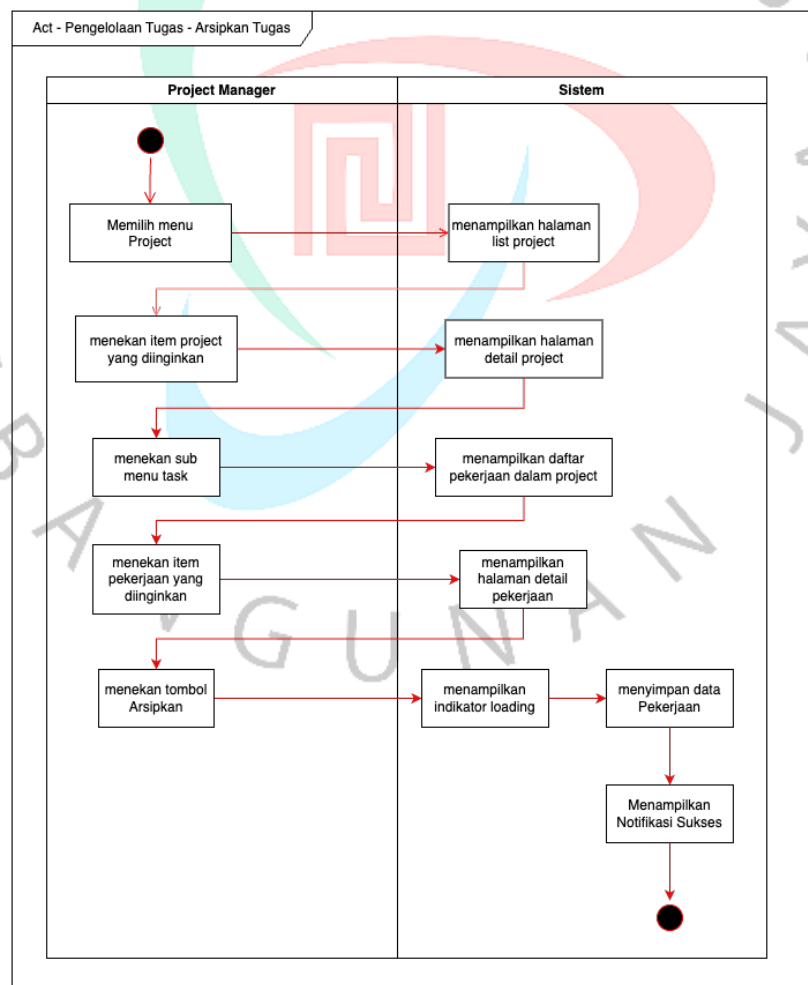 Act - Pengelolaan Tugas - Arsipkan Tugas
Project Manager
Sistem
Memilih menu
Project
menampilkan halaman
list project
menekan item project
yang diinginkan
menampilkan halaman
detail project
menekan sub
menu task
menampilkan daftar
pekerjaan dalam project
menekan item
pekerjaan yang
diinginkan
menampilkan
halaman detail
pekerjaan
menekan tombol
Arsipkan
menampilkan
indikator loading
menyimpan data
Pekerjaan
Menampilkan
Notifikasi Sukses
BANGUNAN JAY